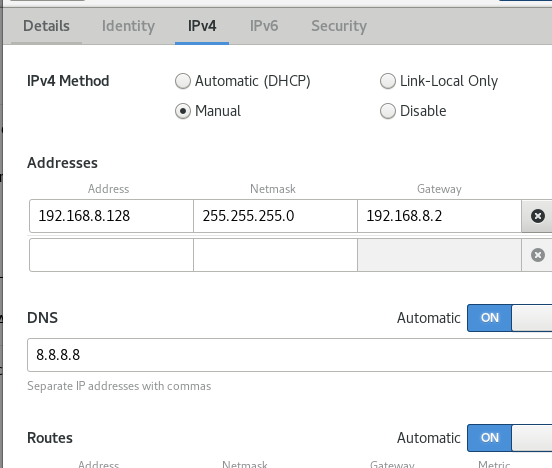 Details Identity IPv4 IPv6 Security
IPv4 Method Automatic (DHCP) Link-Local Only
Manual Disable
Addresses
Address Netmask Gateway
192.168.8.128 255.255.255.0 192.168.8.2
DNS Automatic ON
8.8.8.8
Separate IP addresses with commas
Routes Automatic ON
Address Netmask Gateway Metric